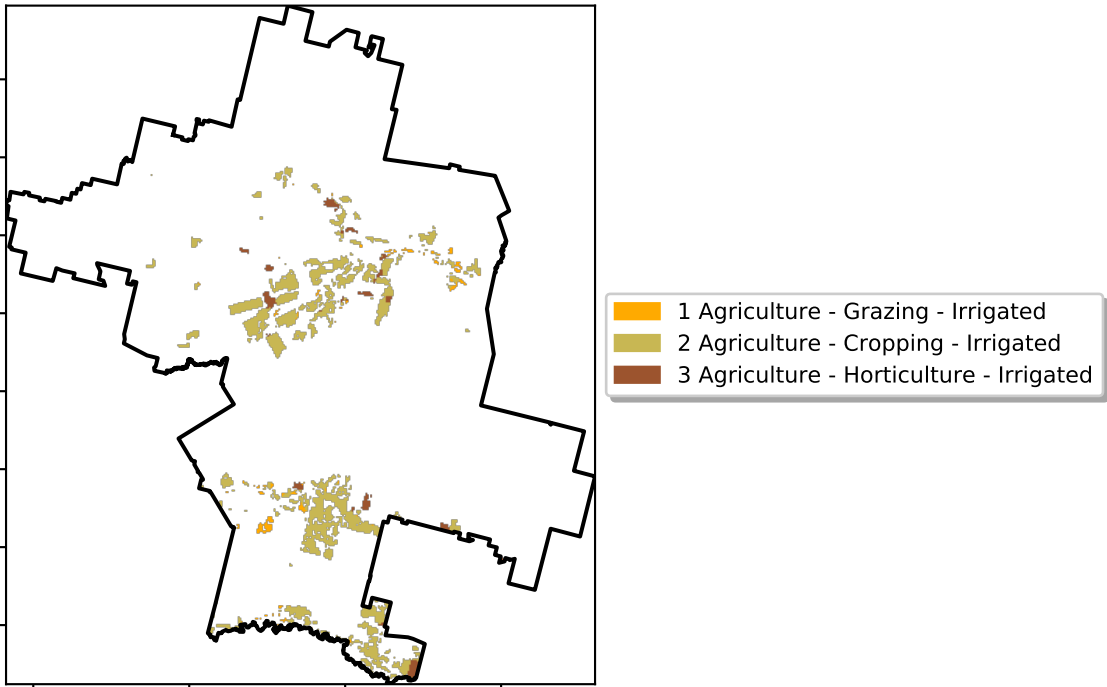 1 Agriculture - Grazing - Irrigated
2 Agriculture - Cropping - Irrigated
3 Agriculture - Horticulture - Irrigated